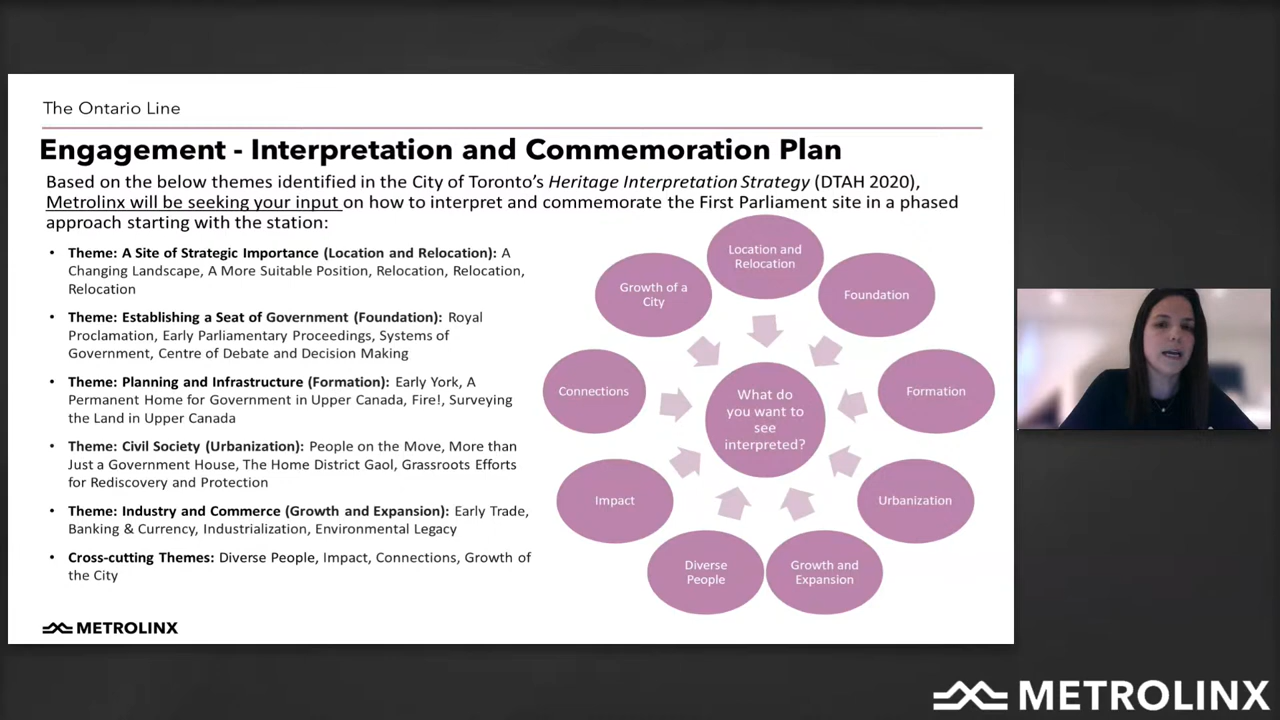 The Ontario Line
Engagement - Interpretation and Commemoration Plan
Based on the below themes identified in the City of Toronto's Heritage Interpretation Strategy (DTAH 2020),
Metrolinx will be seeking your input on how to interpret and commemorate the First Parliament site in a phased
approach starting with the station:
• Theme: A Site of Strategic Importance (Location and Relocation): A
Changing Landscape, A More Suitable Position, Relocation, Relocation,
Relocation
• Theme: Establishing a Seat of Government (Foundation): Royal
Proclamation, Early Parliamentary Proceedings, Systems of
Government, Centre of Debate and Decision Making
• Theme: Planning and Infrastructure (Formation): Early York, A
Permanent Home for Government in Upper Canada, Fire!, Surveying
the Land in Upper Canada
• Theme: Civil Society (Urbanization): People on the Move, More than
Just a Government House, The Home District Gaol, Grassroots Efforts
for Rediscovery and Protection
• Theme: Industry and Commerce (Growth and Expansion): Early Trade,
Banking & Currency, Industrialization, Environmental Legacy
• Cross-cutting Themes: Diverse People, Impact, Connections, Growth of
the City
Location and
Relocation
Foundation
Formation
Urbanization
Growth and
Expansion
Diverse
People
Impact
Connections
Growth of a
City
What do
you want to
see
interpreted?
METROLINX
METROLINX